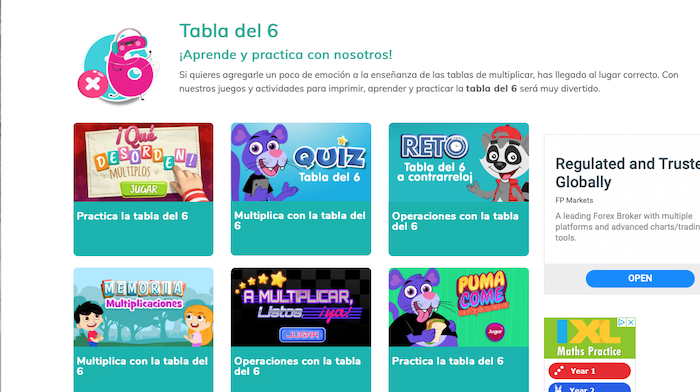 Tabla del 6
¡Aprende y practica con nosotros!
Si quieres agregarle un poco de emoción a la enseñanza de las tablas de multiplicar, has llegado al lugar correcto. Con
nuestros juegos y actividades para imprimir, aprender y practicar la tabla del 6 será muy divertido.
6
¡Qué
DESORDEN!
MÚLTIPLOS
JUGAR
Practica la tabla del 6
QUIZ
Tabla del 6
Multiplica con la tabla del
6
RETO
Tabla del 6
a contrarreloj
Operaciones con la tabla
del 6
MEMORIA
Multiplicaciones
Multiplica con la tabla del
6
A MULTIPLICAR,
Listos ¡ya!
¡JUGAR!
Operaciones con la tabla
del 6
PUMA
COME
Jugar
Practica la tabla del 6
Regulated and Truste
Globally
FP Markets
A leading Forex Broker with multiple
platforms and advanced charts/tradin
tools.
OPEN
IXL
Maths Practice
Year 1
Year 2